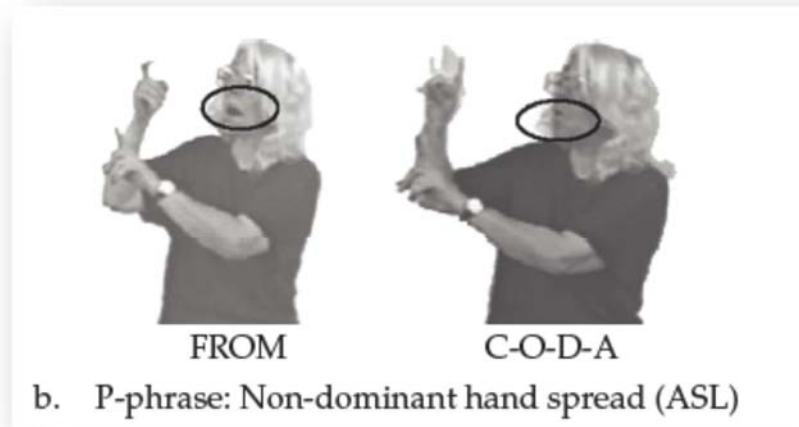 FROM C-O-D-A
b. P-phrase: Non-dominant hand spread (ASL)